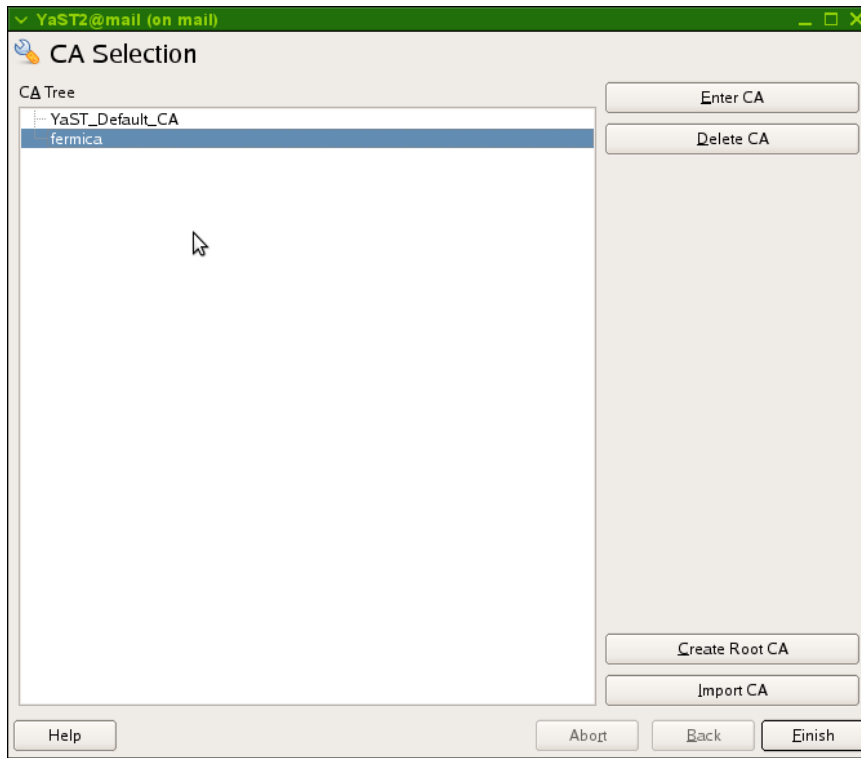 YaST2@mail (on mail)
CA Selection
CA Tree
YaST_Default_CA
fermica
Enter CA
Delete CA
Create Root CA
Import CA
Help
Abort
Back
Finish